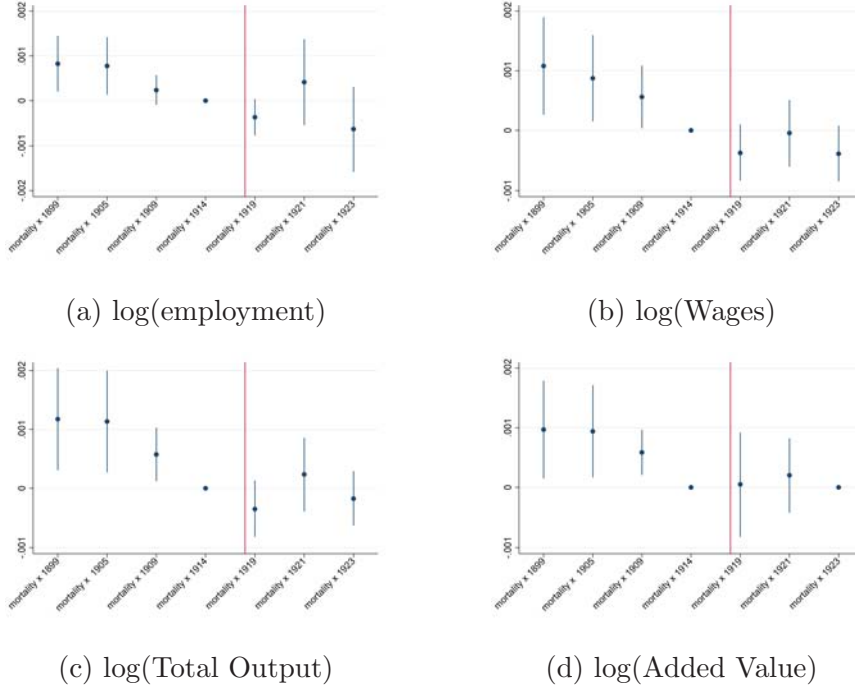 .002
.001
0
-.001
-.002
mortality x 1899
mortality x 1905
mortality x 1909
mortality x 1914
mortality x 1919
mortality x 1921
mortality x 1923
(a) log(employment)
.002
.001
0
-.001
mortality x 1899
mortality x 1905
mortality x 1909
mortality x 1914
mortality x 1919
mortality x 1921
mortality x 1923
(b) log(Wages)
.002
.001
0
-.001
mortality x 1899
mortality x 1905
mortality x 1909
mortality x 1914
mortality x 1919
mortality x 1921
mortality x 1923
(c) log(Total Output)
.002
.001
0
-.001
mortality x 1899
mortality x 1905
mortality x 1909
mortality x 1914
mortality x 1919
mortality x 1921
mortality x 1923
(d) log(Added Value)